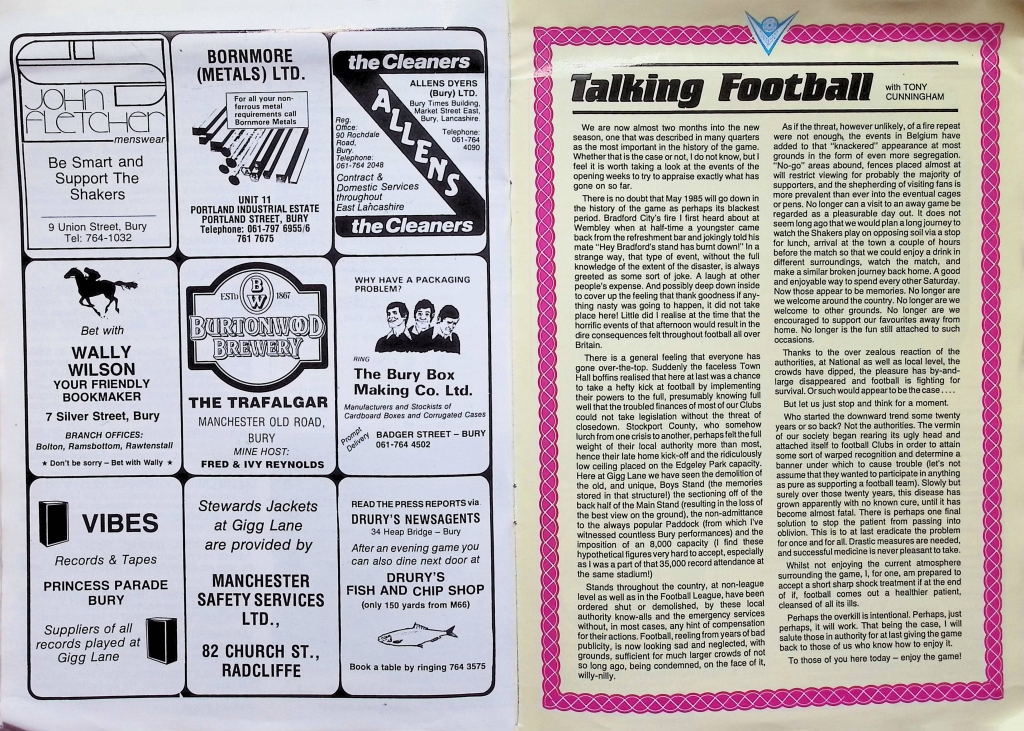 JOHN
FLETCHER
menswear
Be Smart and
Support The
Shakers
9 Union Street, Bury
Tel: 764-1032
BORNMORE
(METALS) LTD.
For all your non-
ferrous metal
requirements call
Bornmore Metals
UNIT 11
PORTLAND INDUSTRIAL ESTATE
PORTLAND STREET, BURY
Telephone: 061-797 6955/6
761 7675
the Cleaners
ALLENS DYERS
(Bury) LTD.
Bury Times Building,
Market Street East,
Bury, Lancashire.
Telephone:
061-764
4090
ALLENS
Reg.
Office:
90 Rochdale
Road,
Bury.
Telephone:
061-764 2048
Contract &
Domestic Services
throughout
East Lancashire
the Cleaners
Bet with
WALLY
WILSON
YOUR FRIENDLY
BOOKMAKER
7 Silver Street, Bury
BRANCH OFFICES:
Bolton, Ramsbottom, Rawtenstall
★ Don't be sorry – Bet with Wally ★
ESTD BW 1867
BURTONWOOD
BREWERY
THE TRAFALGAR
MANCHESTER OLD ROAD,
BURY
MINE HOST:
FRED & IVY REYNOLDS
WHY HAVE A PACKAGING
PROBLEM?
RING
The Bury Box
Making Co. Ltd.
Manufacturers and Stockists of
Cardboard Boxes and Corrugated Cases
Prompt
Delivery
BADGER STREET – BURY
061-764 4502
VIBES
Records & Tapes
PRINCESS PARADE
BURY
Suppliers of all
records played at
Gigg Lane
Stewards Jackets
at Gigg Lane
are provided by
MANCHESTER
SAFETY SERVICES
LTD.,
82 CHURCH ST.,
RADCLIFFE
READ THE PRESS REPORTS via
DRURY'S NEWSAGENTS
34 Heap Bridge – Bury
After an evening game you
can also dine next door at
DRURY'S
FISH AND CHIP SHOP
(only 150 yards from M66)
Book a table by ringing 764 3575
Talking Football
with TONY
CUNNINGHAM
We are now almost two months into the new
season, one that was described in many quarters
as the most important in the history of the game.
Whether that is the case or not, I do not know, but I
feel it is worth taking a look at the events of the
opening weeks to try to appraise exactly what has
gone on so far.
There is no doubt that May 1985 will go down in
the history of the game as perhaps its blackest
period. Bradford City's fire I first heard about at
Wembley when at half-time a youngster came
back from the refreshment bar and jokingly told his
mate "Hey Bradford's stand has burnt down!" In a
strange way, that type of event, without the full
knowledge of the extent of the disaster, is always
greeted as some sort of joke. A laugh at other
people's expense. And possibly deep down inside
to cover up the feeling that thank goodness if any-
thing nasty was going to happen, it did not take
place here! Little did I realise at the time that the
horrific events of that afternoon would result in the
dire consequences felt throughout football all over
Britain.
There is a general feeling that everyone has
gone over-the-top. Suddenly the faceless Town
Hall boffins realised that here at last was a chance
to take a hefty kick at football by implementing
their powers to the full, presumably knowing full
well that the troubled finances of most of our Clubs
could not take legislation without the threat of
closedown. Stockport County, who somehow
lurch from one crisis to another, perhaps felt the full
weight of their local authority more than most,
hence their late home kick-off and the ridiculously
low ceiling placed on the Edgeley Park capacity.
Here at Gigg Lane we have seen the demolition of
the old, and unique, Boys Stand (the memories
stored in that structure!) the sectioning off of the
back half of the Main Stand (resulting in the loss of
the best view on the ground), the non-admittance
to the always popular Paddock (from which I've
witnessed countless Bury performances) and the
imposition of an 8,000 capacity (I find these
hypothetical figures very hard to accept, especially
as I was a part of that 35,000 record attendance at
the same stadium!)
Stands throughout the country, at non-league
level as well as in the Football League, have been
ordered shut or demolished, by these local
authority know-alls and the emergency services
without, in most cases, any hint of compensation
for their actions. Football, reeling from years of bad
publicity, is now looking sad and neglected, with
grounds, sufficient for much larger crowds of not
so long ago, being condemned, on the face of it,
willy-nilly.
As if the threat, however unlikely, of a fire repeat
were not enough, the events in Belgium have
added to that "knackered" appearance at most
grounds in the form of even more segregation.
"No-go" areas abound, fences placed almost at
will restrict viewing for probably the majority of
supporters, and the shepherding of visiting fans is
more prevalent than ever into the eventual cages
or pens. No longer can a visit to an away game be
regarded as a pleasurable day out. It does not
seem long ago that we would plan a long journey to
watch the Shakers play on opposing soil via a stop
for lunch, arrival at the town a couple of hours
before the match so that we could enjoy a drink in
different surroundings, watch the match, and
make a similar broken journey back home. A good
and enjoyable way to spend every other Saturday.
Now those appear to be memories. No longer are
we welcome around the country. No longer are we
welcome to other grounds. No longer are we
encouraged to support our favourites away from
home. No longer is the fun still attached to such
occasions.
Thanks to the over zealous reaction of the
authorities, at National as well as local level, the
crowds have dipped, the pleasure has by-and-
large disappeared and football is fighting for
survival. Or such would appear to be the case . . . .
But let us just stop and think for a moment.
Who started the downward trend some twenty
years or so back? Not the authorities. The vermin
of our society began rearing its ugly head and
attached itself to football Clubs in order to attain
some sort of warped recognition and determine a
banner under which to cause trouble (let's not
assume that they wanted to participate in anything
as pure as supporting a football team). Slowly but
surely over those twenty years, this disease has
grown apparently with no known cure, until it has
become almost fatal. There is perhaps one final
solution to stop the patient from passing into
oblivion. This is to at last eradicate the problem
for once and for all. Drastic measures are needed,
and successful medicine is never pleasant to take.
Whilst not enjoying the current atmosphere
surrounding the game, I, for one, am prepared to
accept a short sharp shock treatment if at the end
of if, football comes out a healthier patient,
cleansed of all its ills.
Perhaps the overkill is intentional. Perhaps, just
perhaps, it will work. That being the case, I will
salute those in authority for at last giving the game
back to those of us who know how to enjoy it.
To those of you here today – enjoy the game!